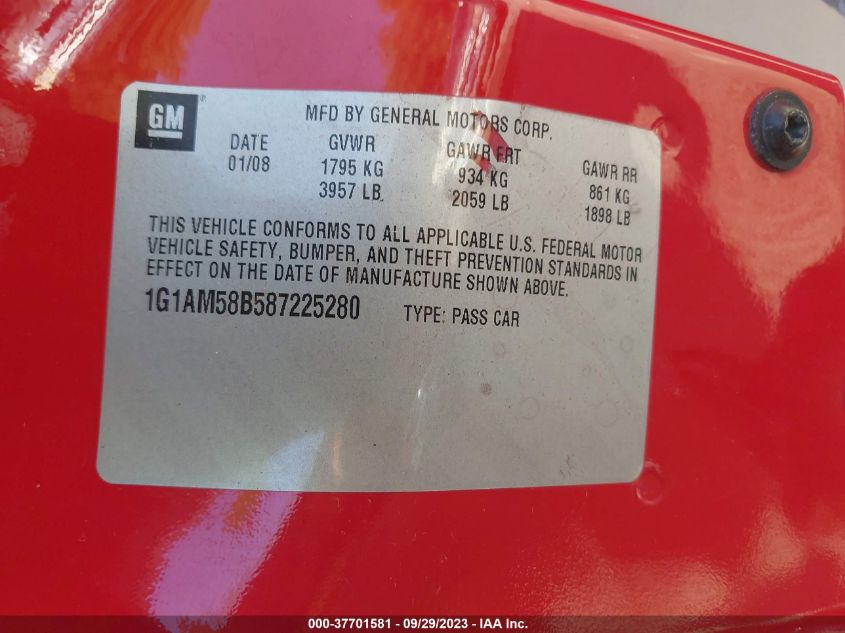 GM
MFD BY GENERAL MOTORS CORP.
DATE GVWR GAWR FRT GAWR RR
01/08 1795 KG 934 KG 861 KG
3957 LB 2059 LB 1898 LB
THIS VEHICLE CONFORMS TO ALL APPLICABLE U.S. FEDERAL MOTOR
VEHICLE SAFETY, BUMPER, AND THEFT PREVENTION STANDARDS IN
EFFECT ON THE DATE OF MANUFACTURE SHOWN ABOVE.
1G1AM58B587225280 TYPE: PASS CAR
000-37701581 - 09/29/2023 - IAA Inc.